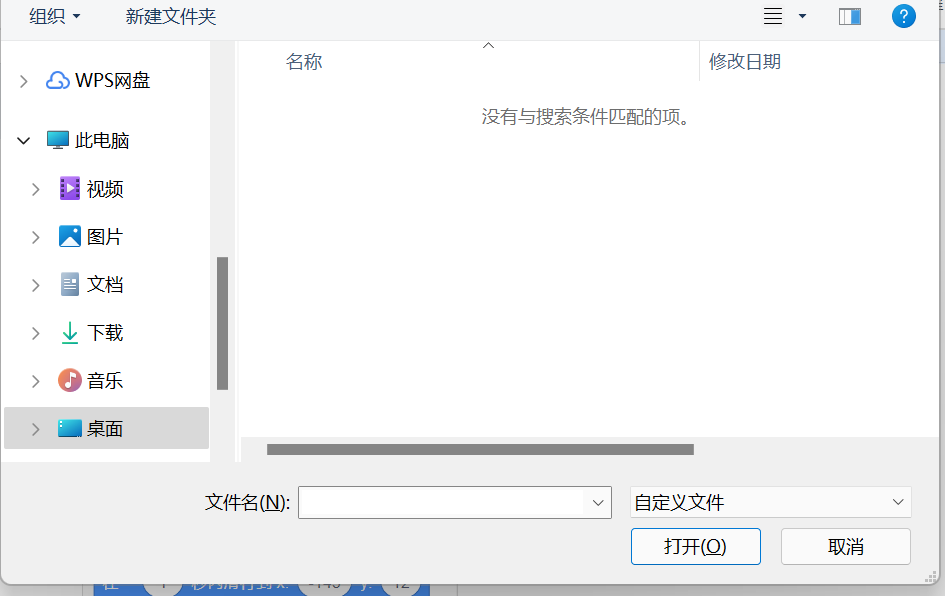 组织 新建文件夹
名称 修改日期
没有与搜索条件匹配的项。
WPS网盘
此电脑
视频
图片
文档
下载
音乐
桌面
文件名(N): 自定义文件
打开(O) 取消